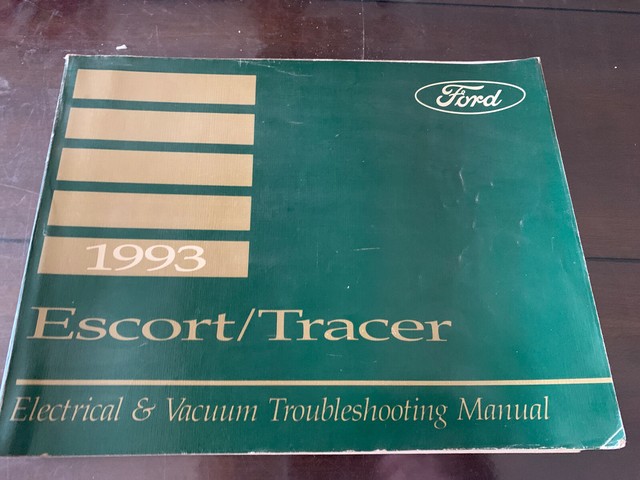 Ford
1993
Escort/Tracer
Electrical & Vacuum Troubleshooting Manual